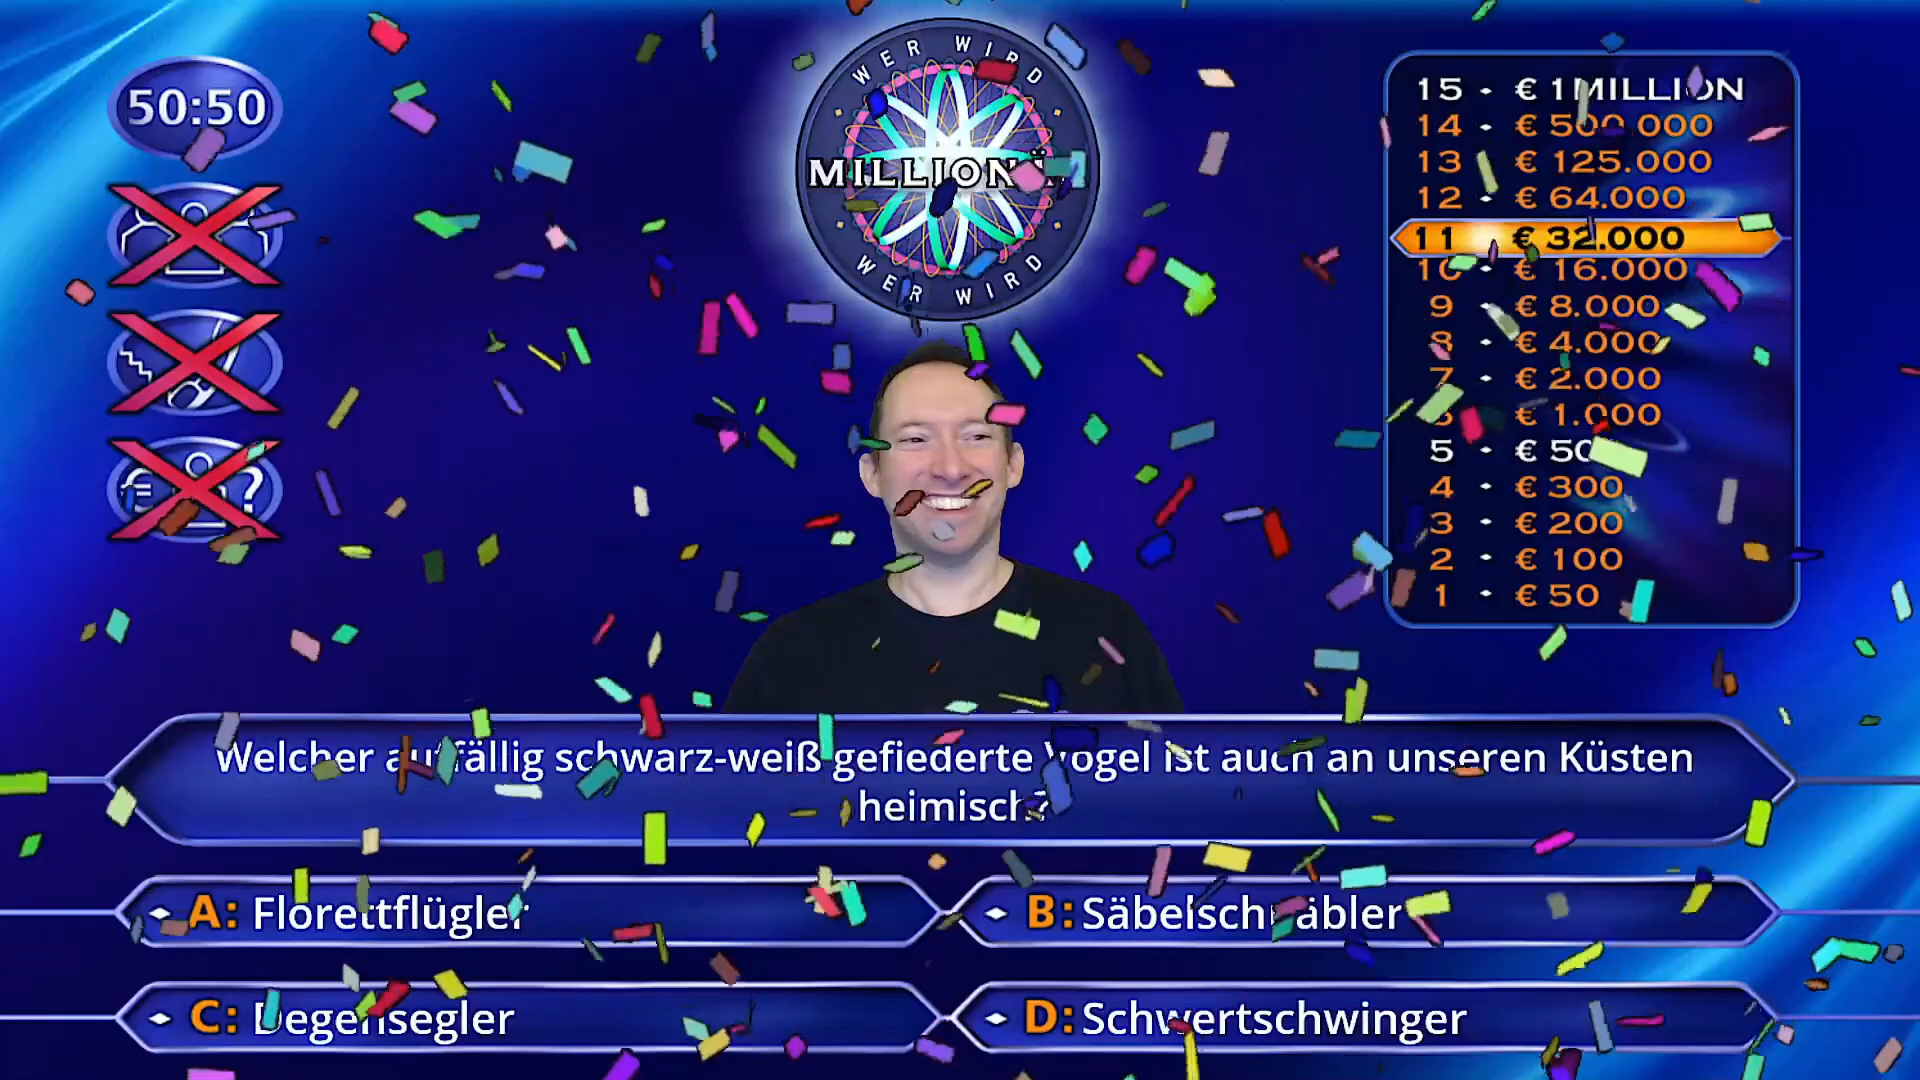 50:50
WER WIRD
MILLIONÄR
WER WIRD
15 - € 1 MILLION
14 - € 500.000
13 € 125.000
12 - € 64.000
11 € 32.000
10 - € 16.000
9 € 8.000
8 - € 4.000
7 - € 2.000
€ 1.000
5 - € 50
4 - € 300
3 - € 200
2 - € 100
1 - € 50
Welcher auffällig schwarz-weiß gefiederte Vogel ist auch an unseren Küsten
heimisch?
A: Florettflügler
B: Säbelschnäbler
C: Degensegler
D: Schwertschwinger